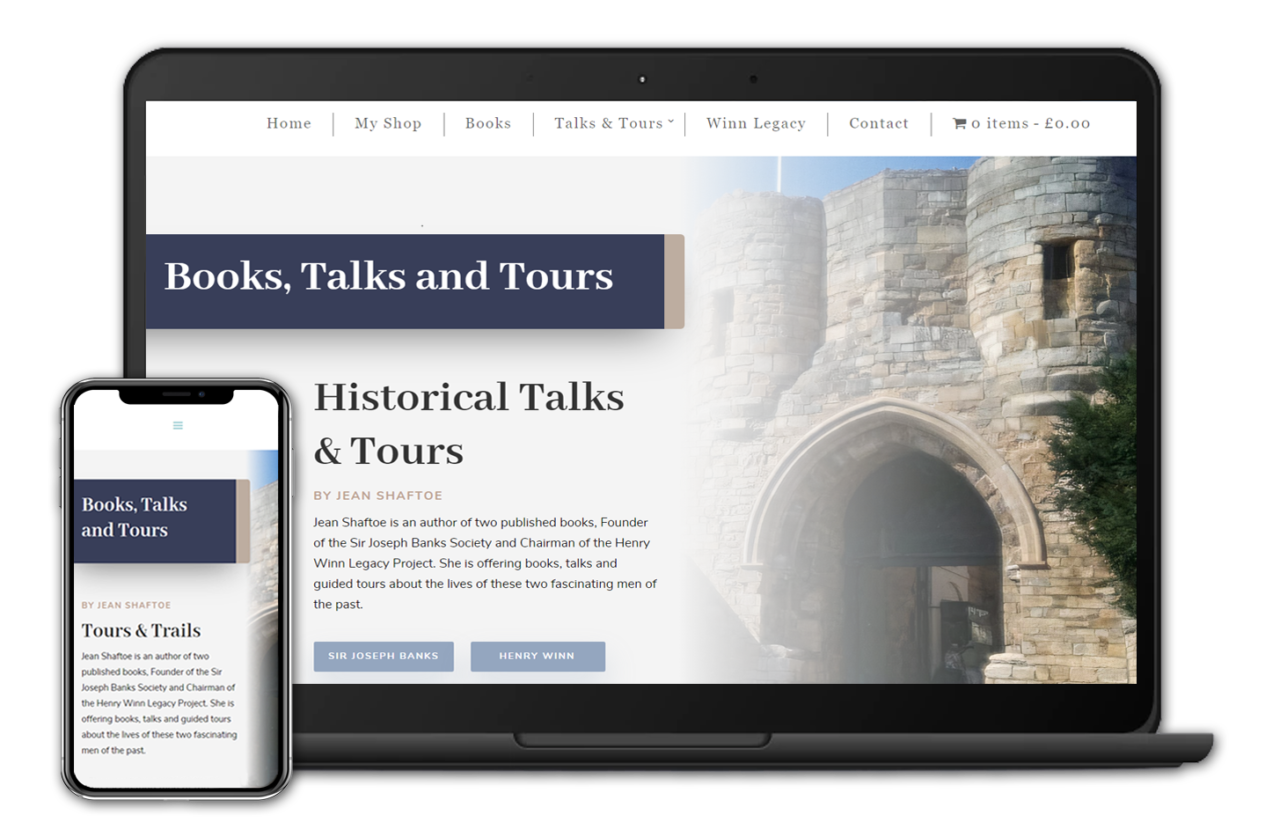 Home My Shop Books Talks & Tours Winn Legacy Contact 0 items - £0.00
Books, Talks and Tours
Historical Talks
& Tours
BY JEAN SHAFTOE
Jean Shaftoe is an author of two published books, Founder
of the Sir Joseph Banks Society and Chairman of the Henry
Winn Legacy Project. She is offering books, talks and
guided tours about the lives of these two fascinating men of
the past.
SIR JOSEPH BANKS HENRY WINN
Books, Talks
and Tours
BY JEAN SHAFTOE
Tours & Trails
Jean Shaftoe is an author of two
published books, Founder of the Sir
Joseph Banks Society and Chairman of
the Henry Winn Legacy Project. She is
offering books, talks and guided tours
about the lives of these two fascinating
men of the past.